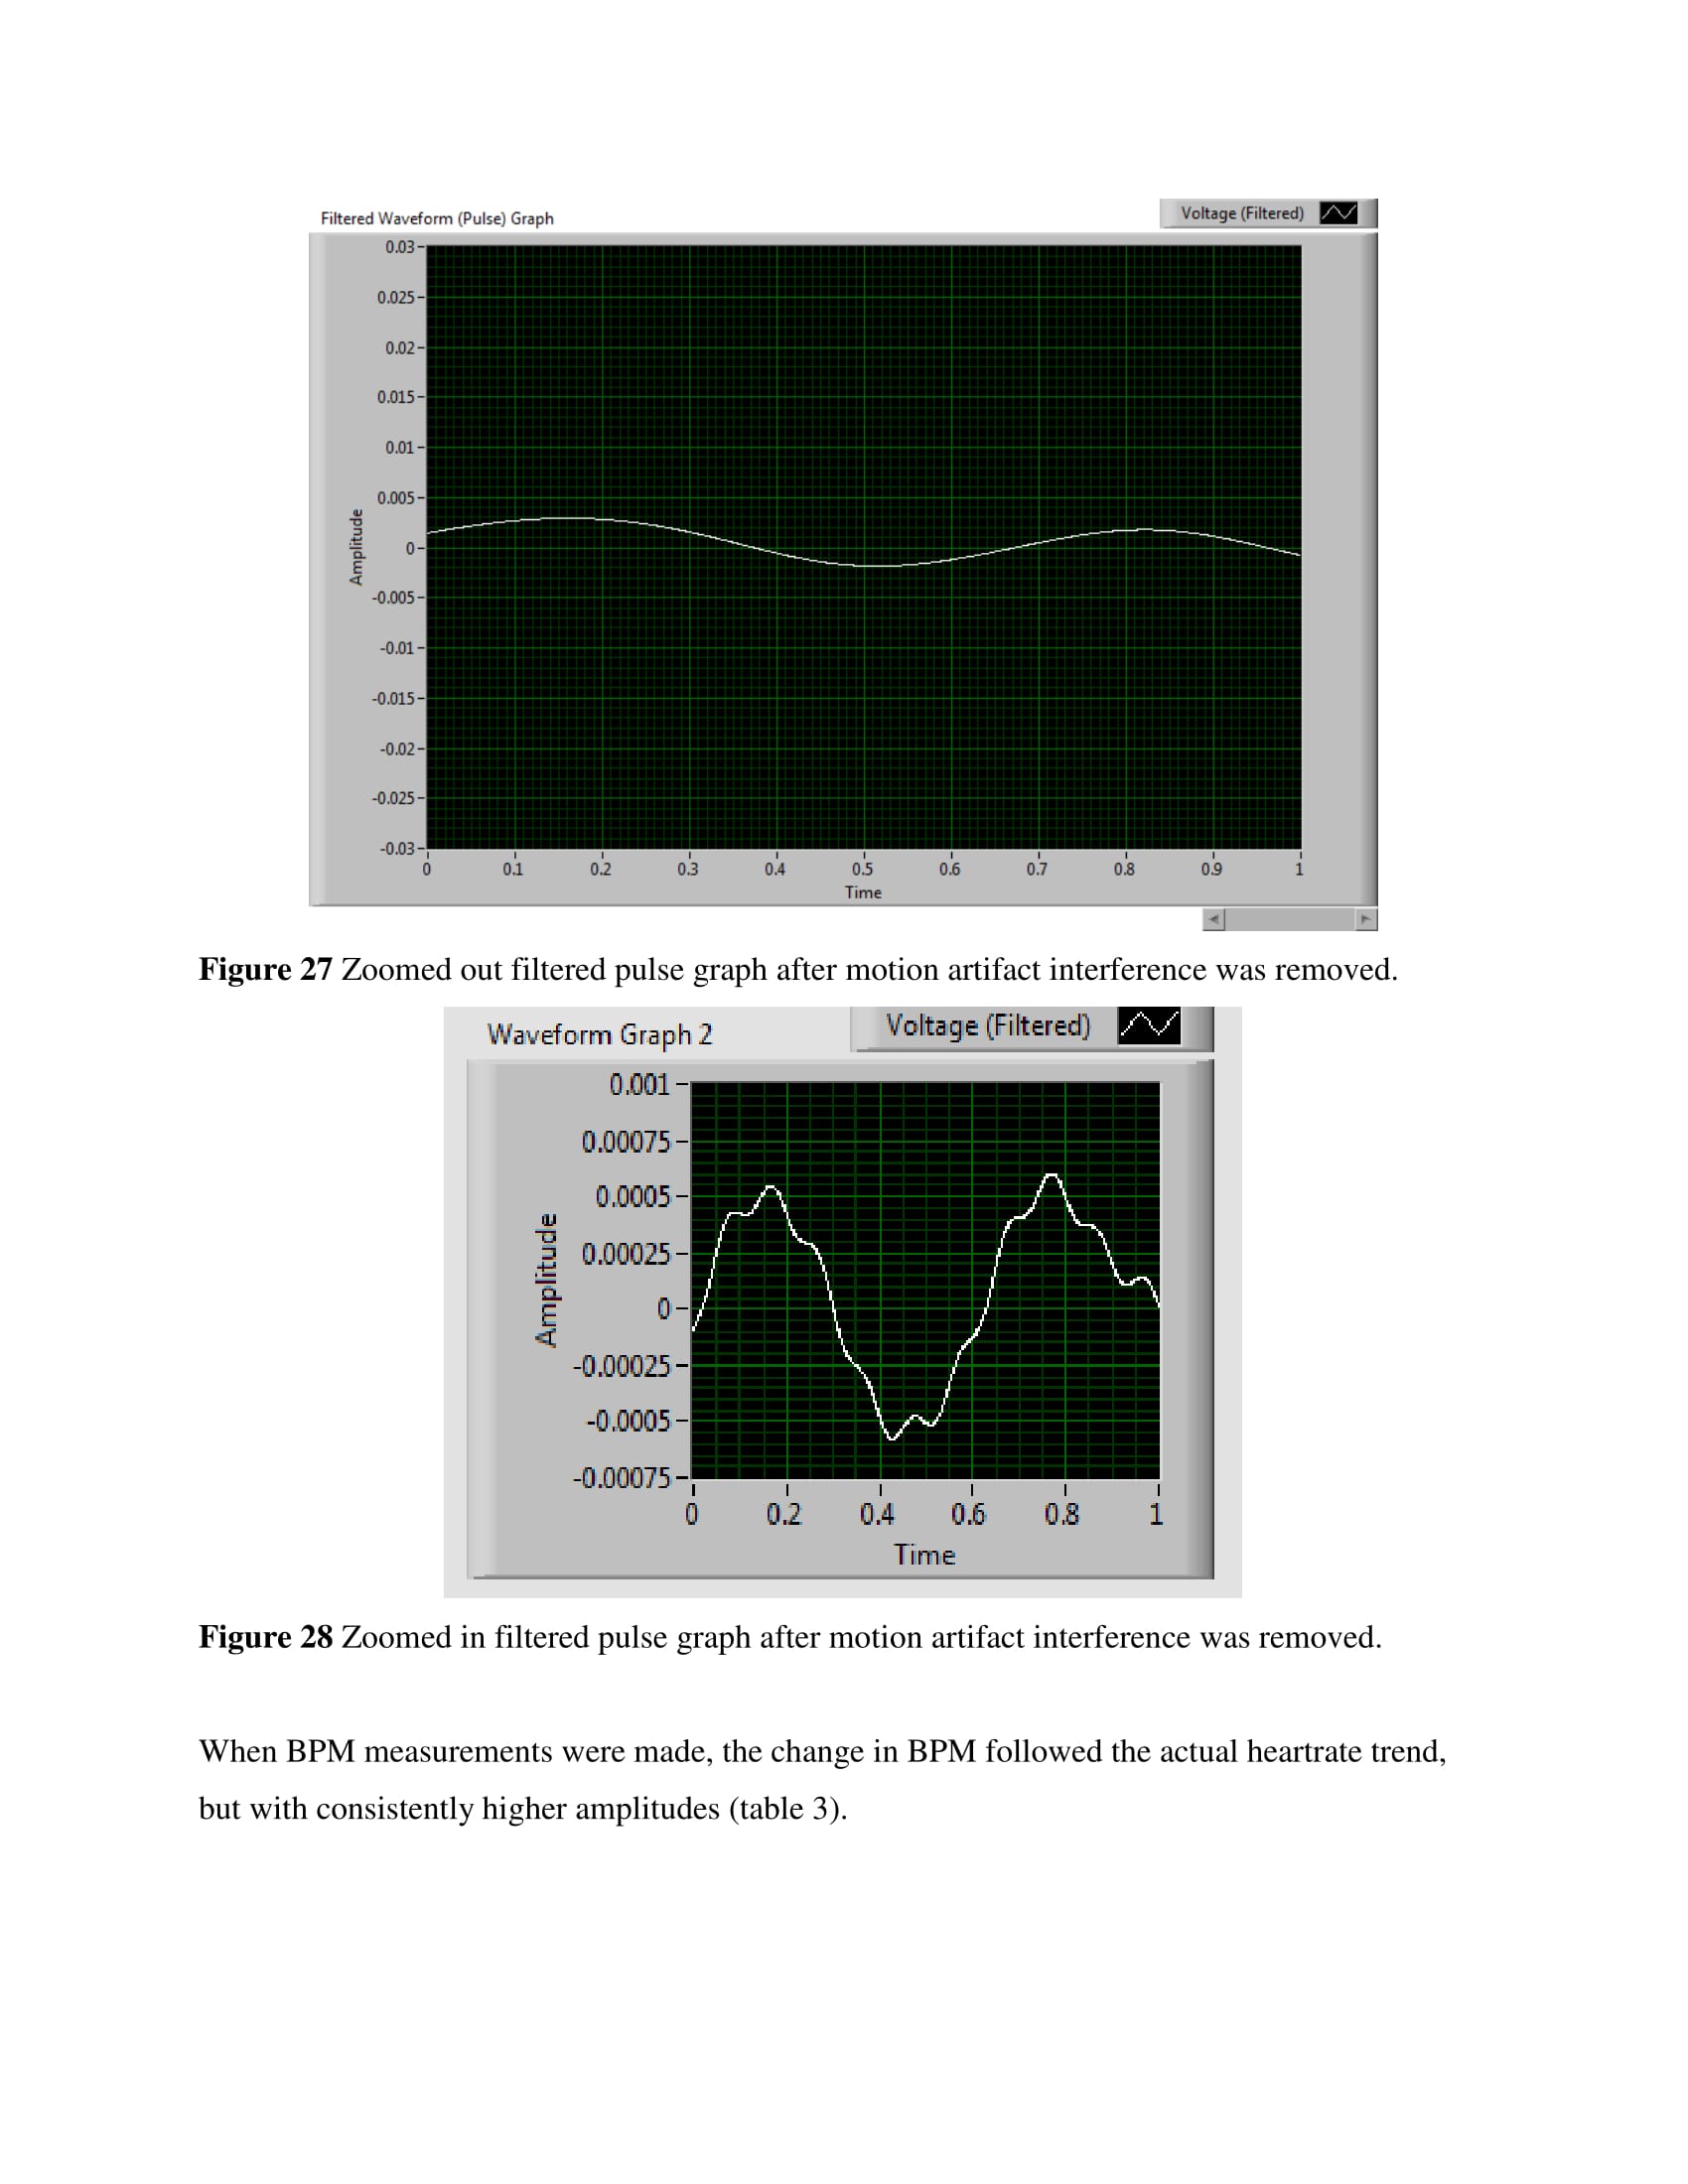 Filtered Waveform (Pulse) Graph
Voltage (Filtered)
0.03
0.025
0.02
0.015
0.01
0.005
0
-0.005
-0.01
-0.015
-0.02
-0.025
-0.03
Amplitude
0 0.1 0.2 0.3 0.4 0.5 0.6 0.7 0.8 0.9 1
Time
Figure 27 Zoomed out filtered pulse graph after motion artifact interference was removed.
Waveform Graph 2
Voltage (Filtered)
0.001
0.00075
0.0005
0.00025
0
-0.00025
-0.0005
-0.00075
Amplitude
0 0.2 0.4 0.6 0.8 1
Time
Figure 28 Zoomed in filtered pulse graph after motion artifact interference was removed.
When BPM measurements were made, the change in BPM followed the actual heartrate trend,
but with consistently higher amplitudes (table 3).